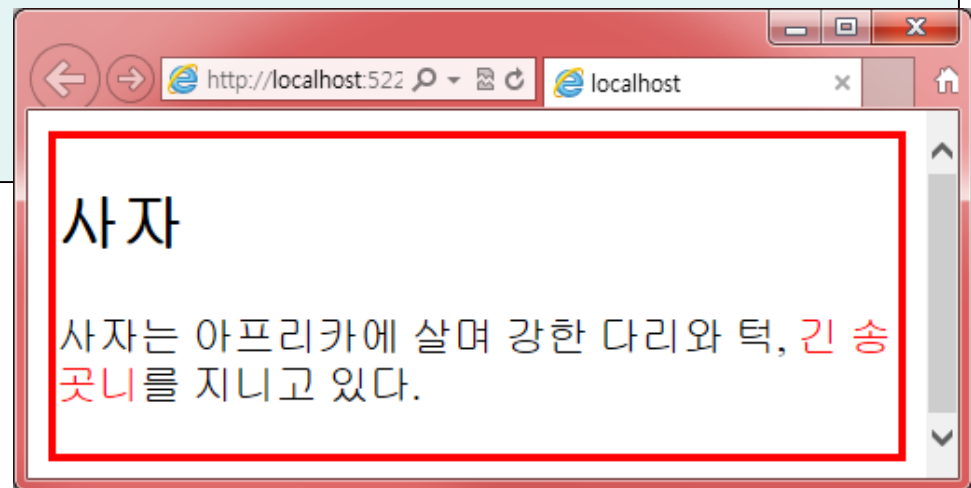 http://localhost:522
localhost
사자
사자는 아프리카에 살며 강한 다리와 턱, 긴 송
곳니를 지니고 있다.